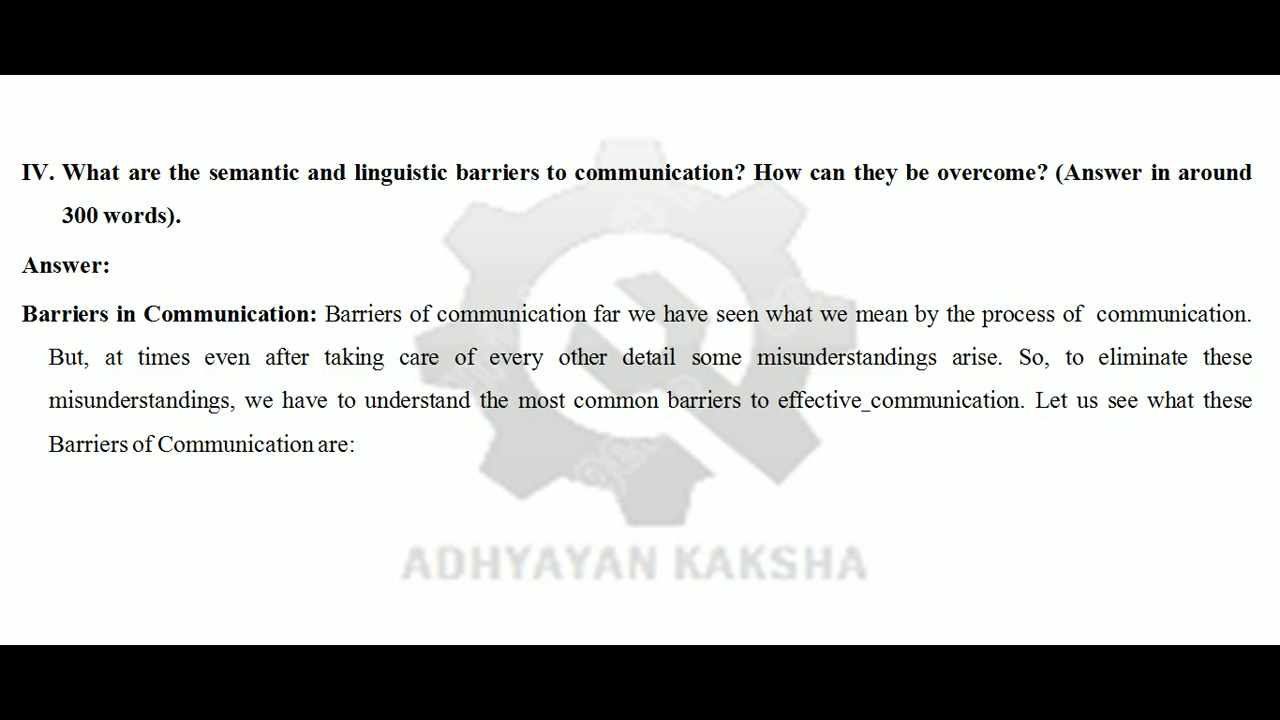 IV. What are the semantic and linguistic barriers to communication? How can they be overcome? (Answer in around
300 words).
Answer:
Barriers in Communication: Barriers of communication far we have seen what we mean by the process of communication.
But, at times even after taking care of every other detail some misunderstandings arise. So, to eliminate these
misunderstandings, we have to understand the most common barriers to effective_communication. Let us see what these
Barriers of Communication are:
ADHYAYAN KAKSHA